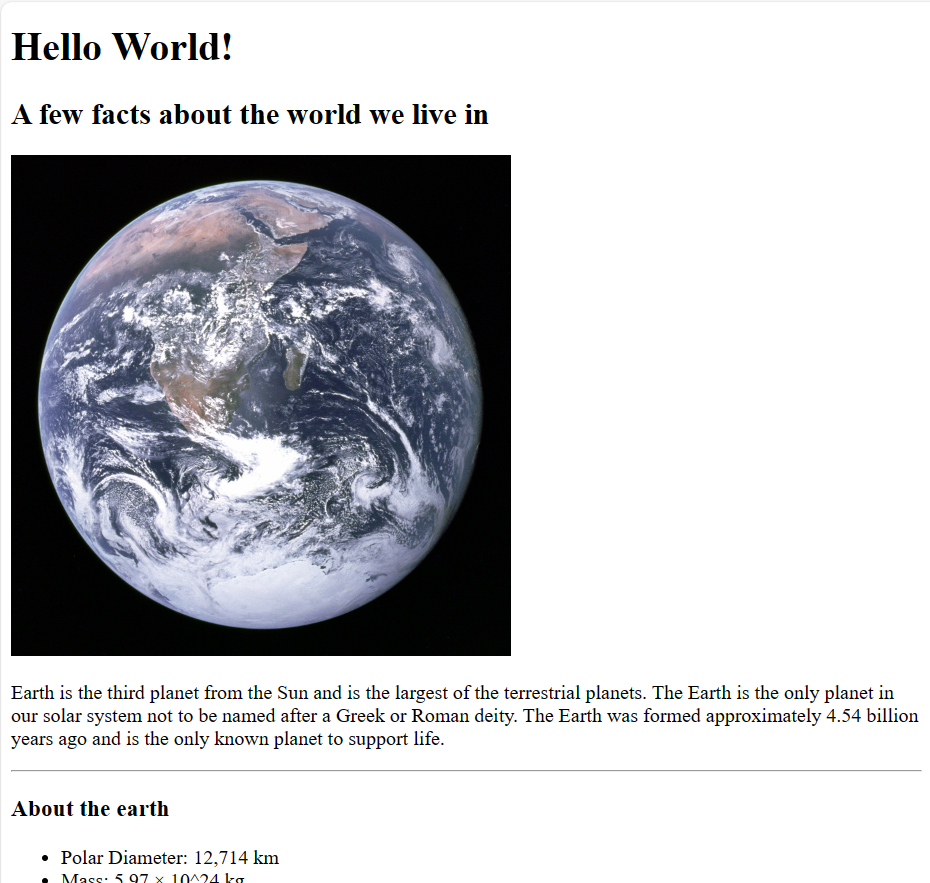 Hello World!
A few facts about the world we live in
Earth is the third planet from the Sun and is the largest of the terrestrial planets. The Earth is the only planet in
our solar system not to be named after a Greek or Roman deity. The Earth was formed approximately 4.54 billion
years ago and is the only known planet to support life.
About the earth
• Polar Diameter: 12,714 km
• Mass: 5.97 × 10^24 kg